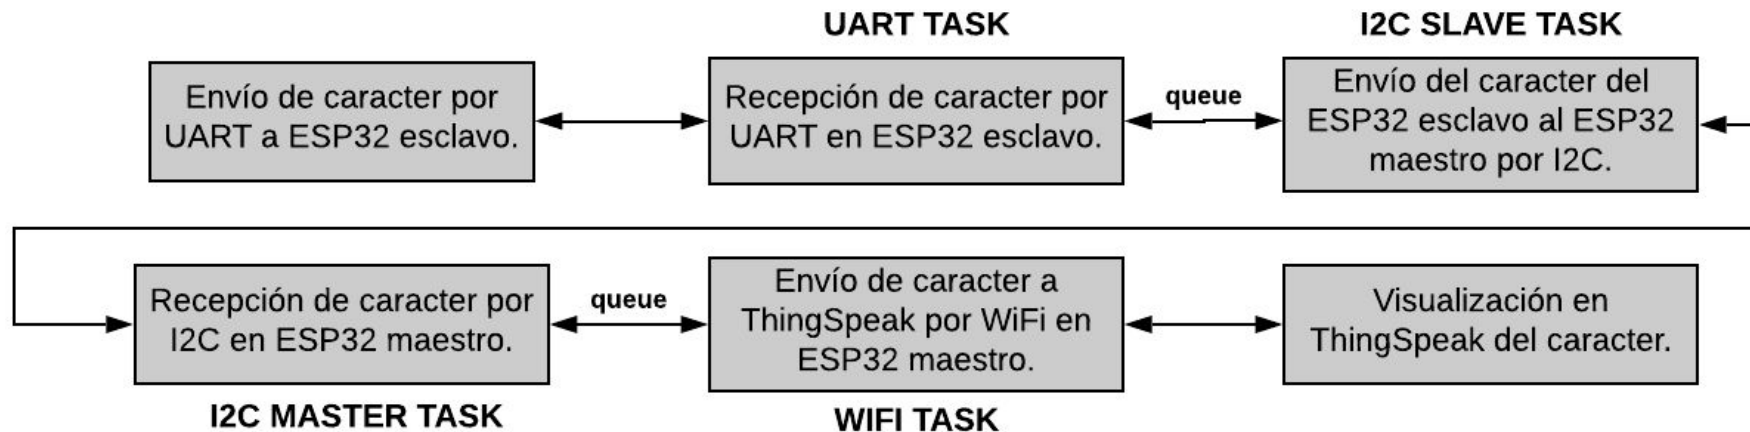 UART TASK
I2C SLAVE TASK
Envío de caracter por
UART a ESP32 esclavo.
Recepción de caracter por
UART en ESP32 esclavo.
queue
Envío del caracter del
ESP32 esclavo al ESP32
maestro por I2C.
Recepción de caracter por
I2C en ESP32 maestro.
queue
Envío de caracter a
ThingSpeak por WiFi en
ESP32 maestro.
Visualización en
ThingSpeak del caracter.
I2C MASTER TASK
WIFI TASK